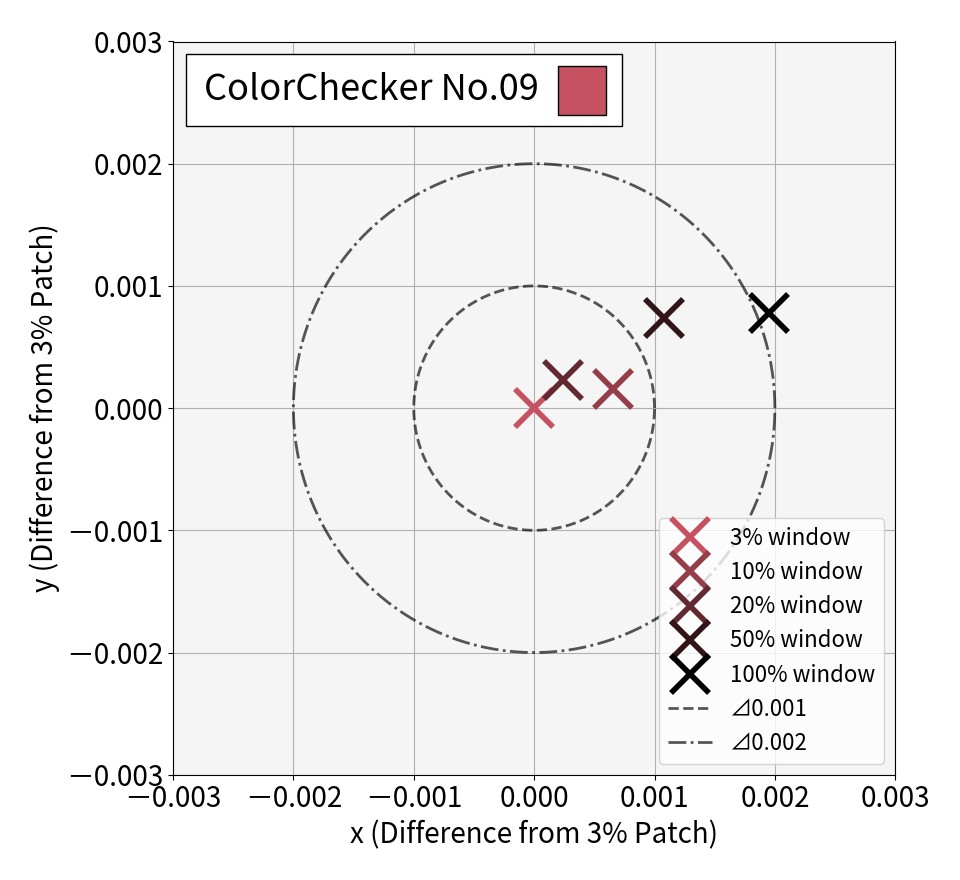 ColorChecker No.09
0.003
0.002
0.001
0.000
−0.001
−0.002
−0.003
y (Difference from 3% Patch)
3% window
10% window
20% window
50% window
100% window
⊿0.001
⊿0.002
−0.003 −0.002 −0.001 0.000 0.001 0.002 0.003
x (Difference from 3% Patch)